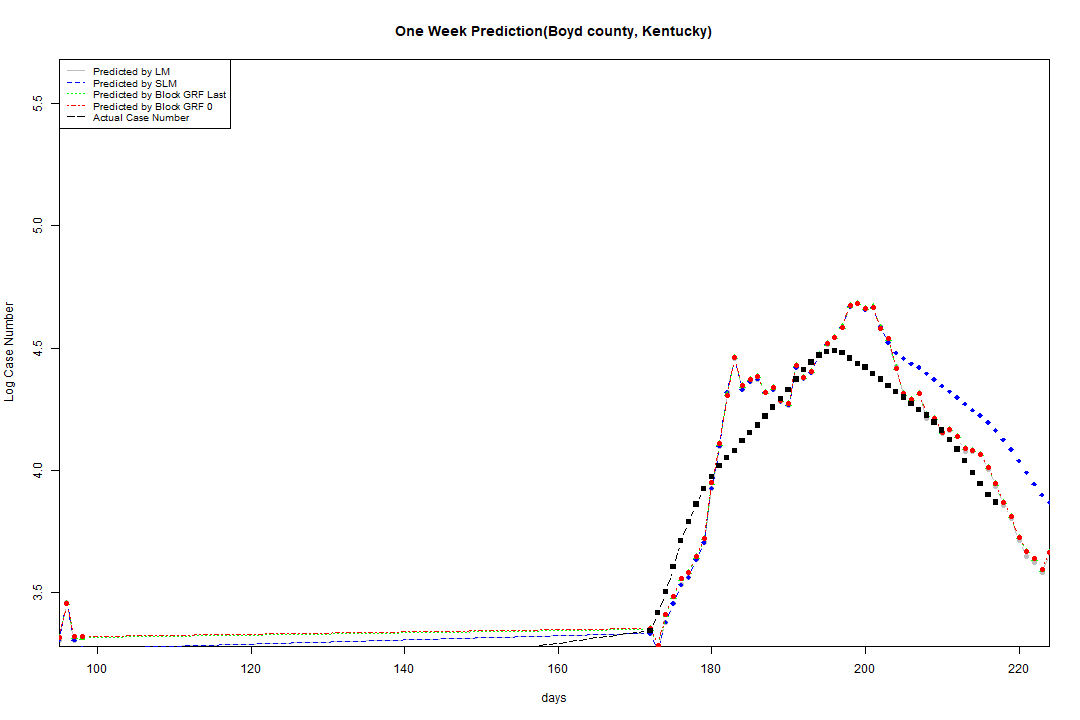 One Week Prediction(Boyd county, Kentucky)
Predicted by LM
Predicted by SLM
Predicted by Block GRF Last
Predicted by Block GRF 0
Actual Case Number
5.5
5.0
4.5
4.0
3.5
Log Case Number
100 120 140 160 180 200 220
days